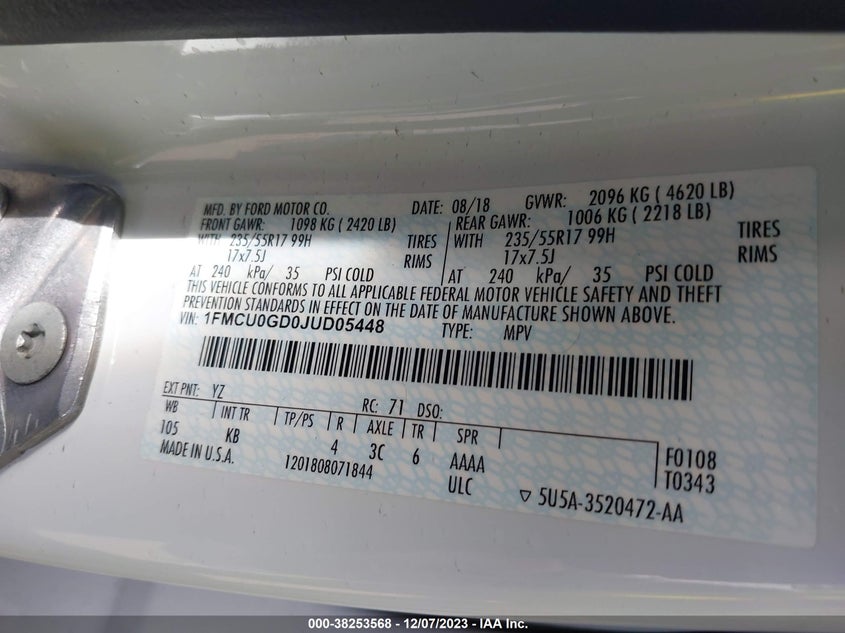 MFD. BY FORD MOTOR CO. DATE: 08/18 GVWR: 2096 KG ( 4620 LB)
FRONT GAWR: 1098 KG ( 2420 LB) REAR GAWR: 1006 KG ( 2218 LB)
WITH 235/55R17 99H TIRES WITH 235/55R17 99H TIRES
17x7.5J RIMS 17x7.5J RIMS
AT 240 kPa/ 35 PSI COLD AT 240 kPa/ 35 PSI COLD
THIS VEHICLE CONFORMS TO ALL APPLICABLE FEDERAL MOTOR VEHICLE SAFETY AND THEFT
PREVENTION STANDARDS IN EFFECT ON THE DATE OF MANUFACTURE SHOWN ABOVE.
VIN: 1FMCU0GD0JUD05448 TYPE: MPV
EXT PNT: YZ RC: 71 DSO:
WB INT TR TP/PS R AXLE TR SPR
105 KB 4 3C 6 AAAA F0108
MADE IN U.S.A. 1201808071844 ULC T0343
▽ 5U5A-3520472-AA
000-38253568 - 12/07/2023 - IAA Inc.